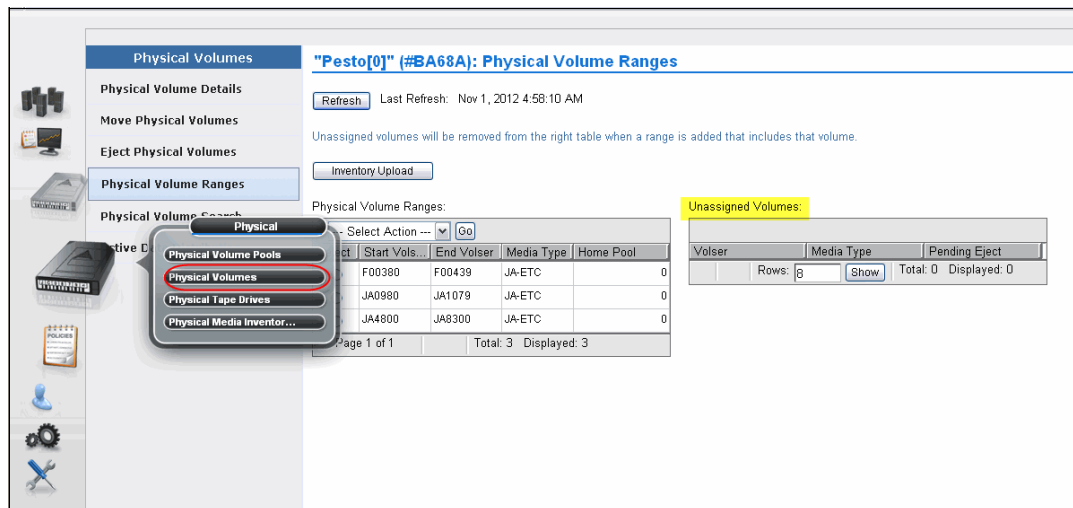 Physical Volumes
Physical Volume Details
Move Physical Volumes
Eject Physical Volumes
Physical Volume Ranges
Physical Volume Search
ctive D
Physical
Physical Volume Pools
Physical Volumes
Physical Tape Drives
Physical Media Inventor...
POLICIES
"Pesto[0]" (#BA68A): Physical Volume Ranges
Refresh Last Refresh: Nov 1, 2012 4:58:10 AM
Unassigned volumes will be removed from the right table when a range is added that includes that volume.
Inventory Upload
Physical Volume Ranges:
- Select Action --- Go
ct Start Vols... End Volser Media Type Home Pool
F00380 F00439 JA-ETC 0
JA0980 JA1079 JA-ETC 0
JA4800 JA8300 JA-ETC 0
Page 1 of 1 Total: 3 Displayed: 3
Unassigned Volumes:
Volser Media Type Pending Eject
Rows: 8 Show Total: 0 Displayed: 0